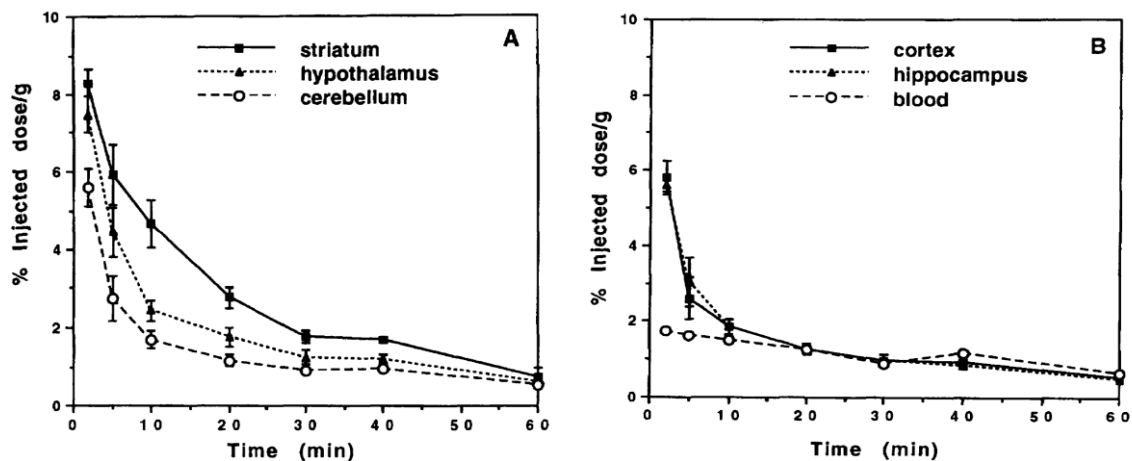 A
striatum
hypothalamus
cerebellum
% Injected dose/g
10
8
6
4
2
0
0 10 20 30 40 50 60
Time (min)
B
cortex
hippocampus
blood
% Injected dose/g
10
8
6
4
2
0
0 10 20 30 40 50 60
Time (min)